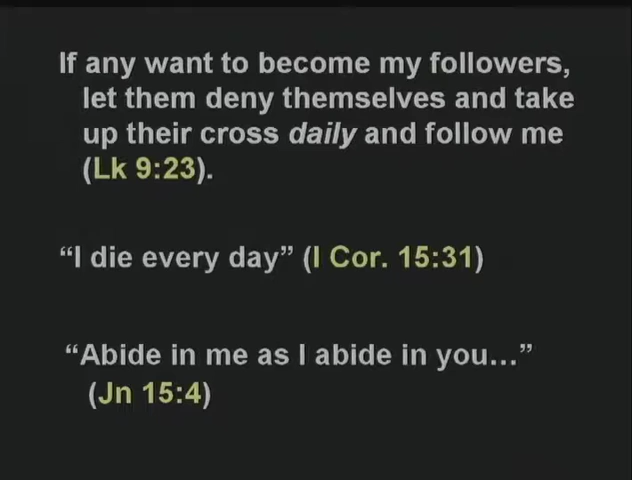 If any want to become my followers,
let them deny themselves and take
up their cross daily and follow me
(Lk 9:23).
“I die every day” (I Cor. 15:31)
“Abide in me as I abide in you…”
(Jn 15:4)